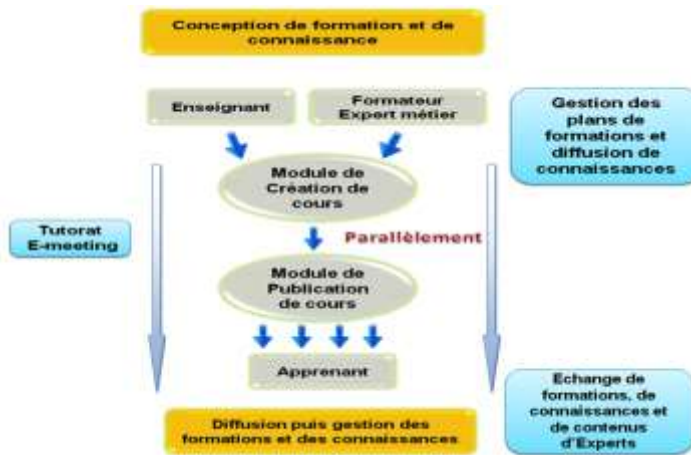 Conception de formation et de
connaissance
Enseignant
Formateur
Expert métier
Gestion des
plans de
formations et
diffusion de
connaissances
Module de
Création de
cours
Tutorat
E-meeting
Parallèlement
Module de
Publication
de cours
Apprenant
Echange de
formations, de
connaissances et
de contenus
d'Experts
Diffusion puis gestion des
formations et des connaissances